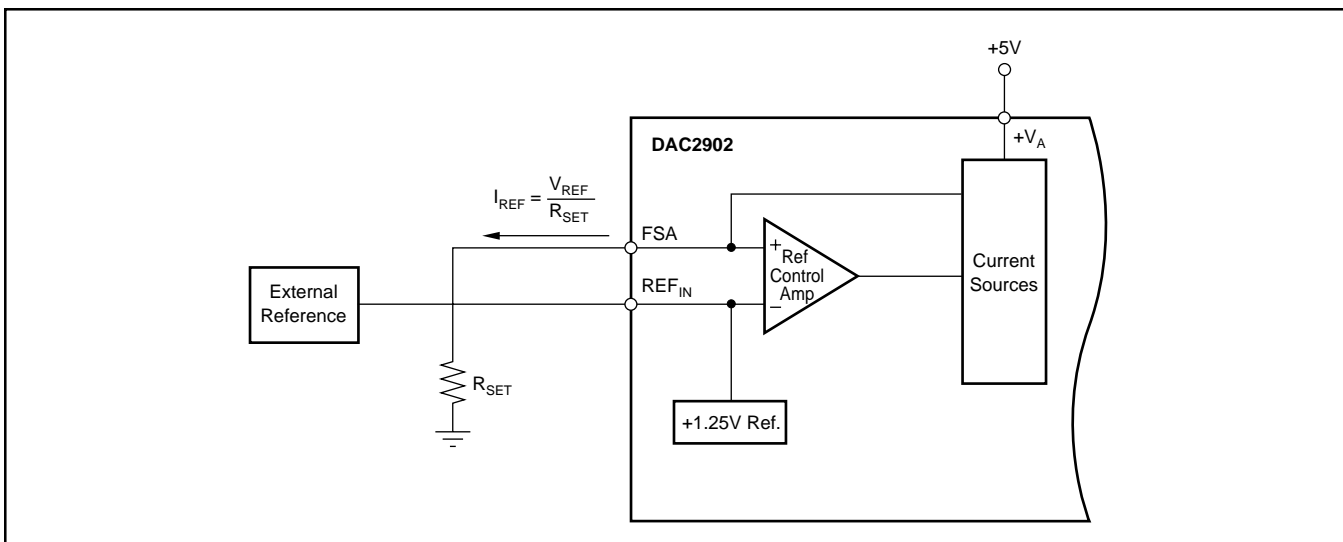 +5V
+V_A
DAC2902
I_REF = V_REF / R_SET
FSA
+
Ref
Control
Amp
−
Current
Sources
REF_IN
External
Reference
R_SET
+1.25V Ref.